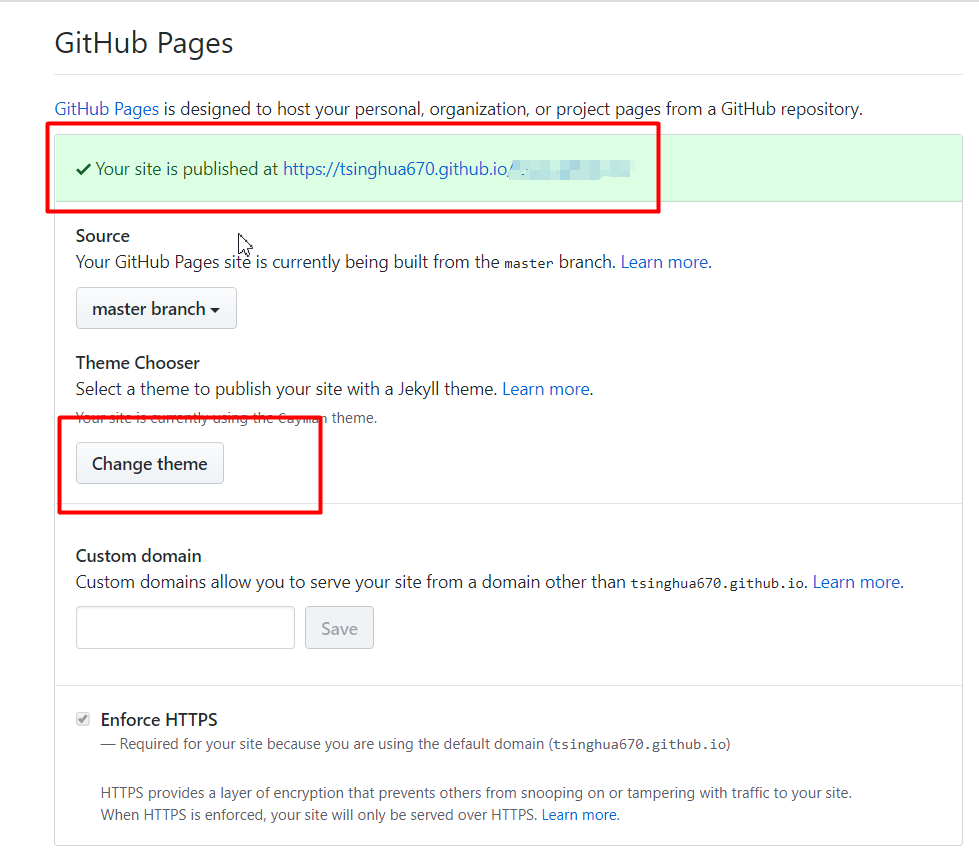 GitHub Pages
GitHub Pages is designed to host your personal, organization, or project pages from a GitHub repository.
Your site is published at https://tsinghua670.github.io/
Source
Your GitHub Pages site is currently being built from the master branch. Learn more.
master branch
Theme Chooser
Select a theme to publish your site with a Jekyll theme. Learn more.
Your site is currently using the Cayman theme.
Change theme
Custom domain
Custom domains allow you to serve your site from a domain other than tsinghua670.github.io. Learn more.
Save
Enforce HTTPS
— Required for your site because you are using the default domain (tsinghua670.github.io)
HTTPS provides a layer of encryption that prevents others from snooping on or tampering with traffic to your site.
When HTTPS is enforced, your site will only be served over HTTPS. Learn more.